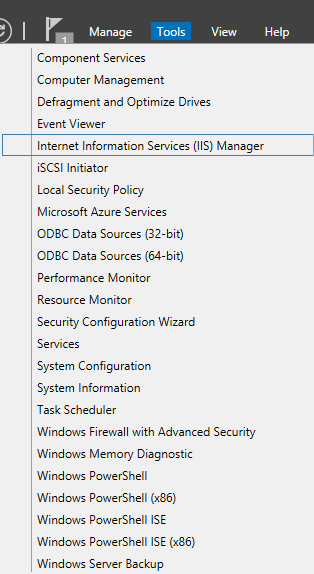 1 Manage Tools View Help
Component Services
Computer Management
Defragment and Optimize Drives
Event Viewer
Internet Information Services (IIS) Manager
iSCSI Initiator
Local Security Policy
Microsoft Azure Services
ODBC Data Sources (32-bit)
ODBC Data Sources (64-bit)
Performance Monitor
Resource Monitor
Security Configuration Wizard
Services
System Configuration
System Information
Task Scheduler
Windows Firewall with Advanced Security
Windows Memory Diagnostic
Windows PowerShell
Windows PowerShell (x86)
Windows PowerShell ISE
Windows PowerShell ISE (x86)
Windows Server Backup